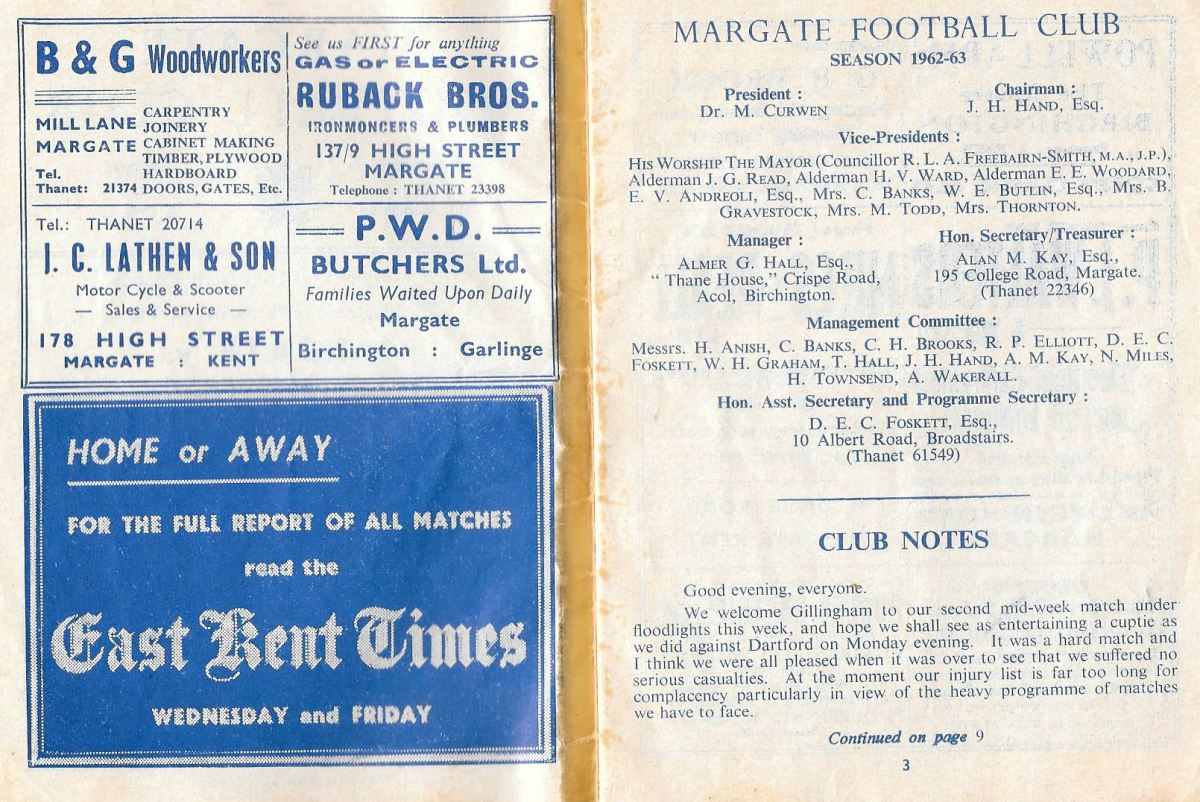 B & G Woodworkers
MILL LANE
MARGATE
Tel.
Thanet: 21374
CARPENTRY
JOINERY
CABINET MAKING
TIMBER, PLYWOOD
HARDBOARD
DOORS, GATES, Etc.
See us FIRST for anything
GAS or ELECTRIC
RUBACK BROS.
IRONMONGERS & PLUMBERS
137/9 HIGH STREET
MARGATE
Telephone : THANET 23398
Tel.: THANET 20714
J. C. LATHEN & SON
Motor Cycle & Scooter
— Sales & Service —
178 HIGH STREET
MARGATE : KENT
P.W.D.
BUTCHERS Ltd.
Families Waited Upon Daily
Margate
Birchington : Garlinge
HOME or AWAY
FOR THE FULL REPORT OF ALL MATCHES
read the
East Kent Times
WEDNESDAY and FRIDAY
MARGATE FOOTBALL CLUB
SEASON 1962-63
President :
Dr. M. CURWEN
Chairman :
J. H. HAND, Esq.
Vice-Presidents :
HIS WORSHIP THE MAYOR (Councillor R. L. A. FREEBAIRN-SMITH, M.A., J.P.),
Alderman J. G. READ, Alderman H. V. WARD, Alderman E. E. WOODARD,
E. V. ANDREOLI, Esq., Mrs. C. BANKS, W. E. BUTLIN, Esq., Mrs. B.
GRAVESTOCK, Mrs. M. TODD, Mrs. THORNTON.
Manager :
ALMER G. HALL, Esq.,
" Thane House," Crispe Road,
Acol, Birchington.
Hon. Secretary/Treasurer :
ALAN M. KAY, Esq.,
195 College Road, Margate.
(Thanet 22346)
Management Committee :
Messrs. H. ANISH, C. BANKS, C. H. BROOKS, R. P. ELLIOTT, D. E. C.
FOSKETT, W. H. GRAHAM, T. HALL, J. H. HAND, A. M. KAY, N. MILES,
H. TOWNSEND, A. WAKERALL.
Hon. Asst. Secretary and Programme Secretary :
D. E. C. FOSKETT, Esq.,
10 Albert Road, Broadstairs.
(Thanet 61549)
CLUB NOTES
Good evening, everyone.
We welcome Gillingham to our second mid-week match under
floodlights this week, and hope we shall see as entertaining a cuptie as
we did against Dartford on Monday evening. It was a hard match and
I think we were all pleased when it was over to see that we suffered no
serious casualties. At the moment our injury list is far too long for
complacency particularly in view of the heavy programme of matches
we have to face.
Continued on page 9
3